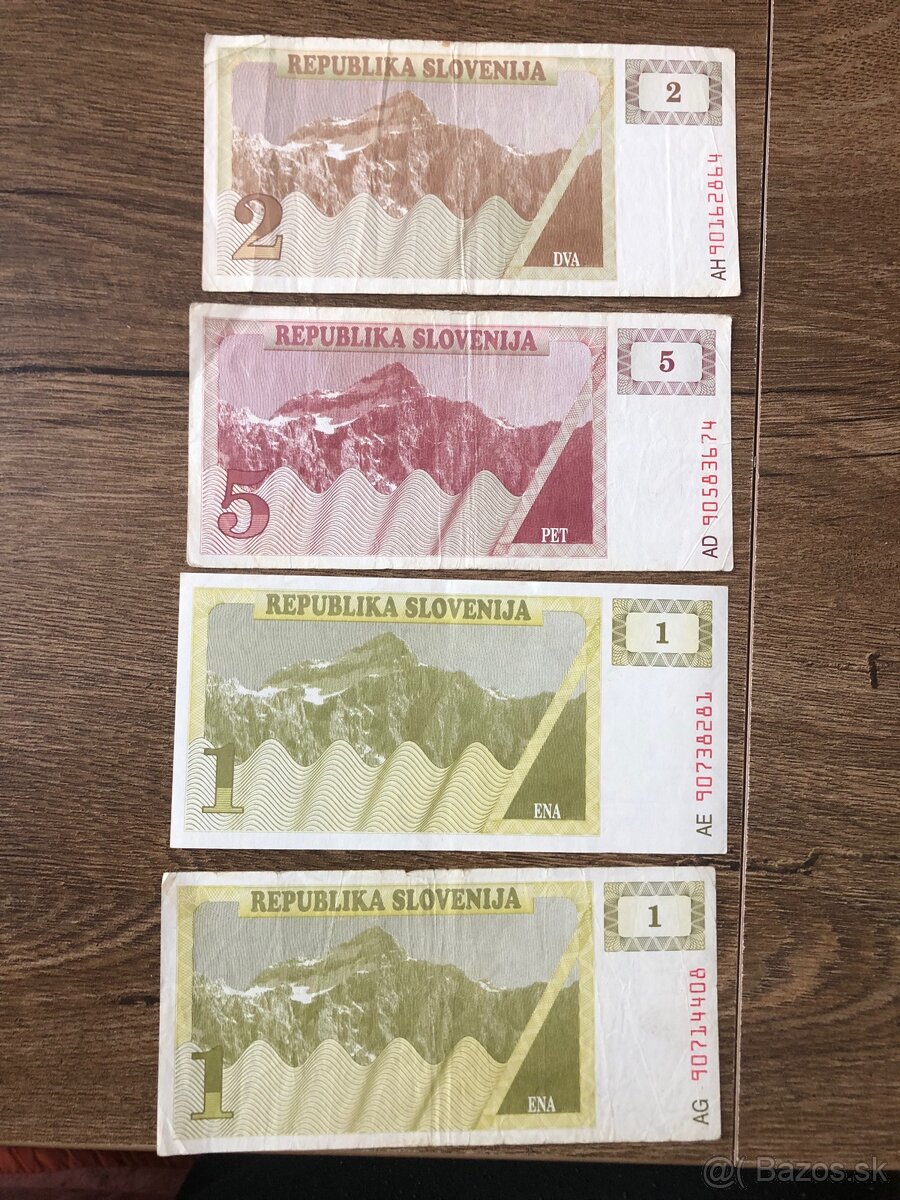 REPUBLIKA SLOVENIJA
2
2
DVA
AH 90162864
REPUBLIKA SLOVENIJA
5
5
PET
AD 90583674
REPUBLIKA SLOVENIJA
1
1
ENA
AE 90738281
REPUBLIKA SLOVENIJA
1
1
ENA
AG 90714408
@( Bazos.sk